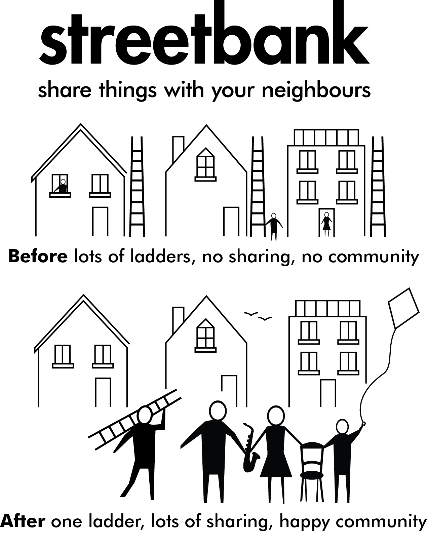 streetbank
share things with your neighbours
Before lots of ladders, no sharing, no community
After one ladder, lots of sharing, happy community